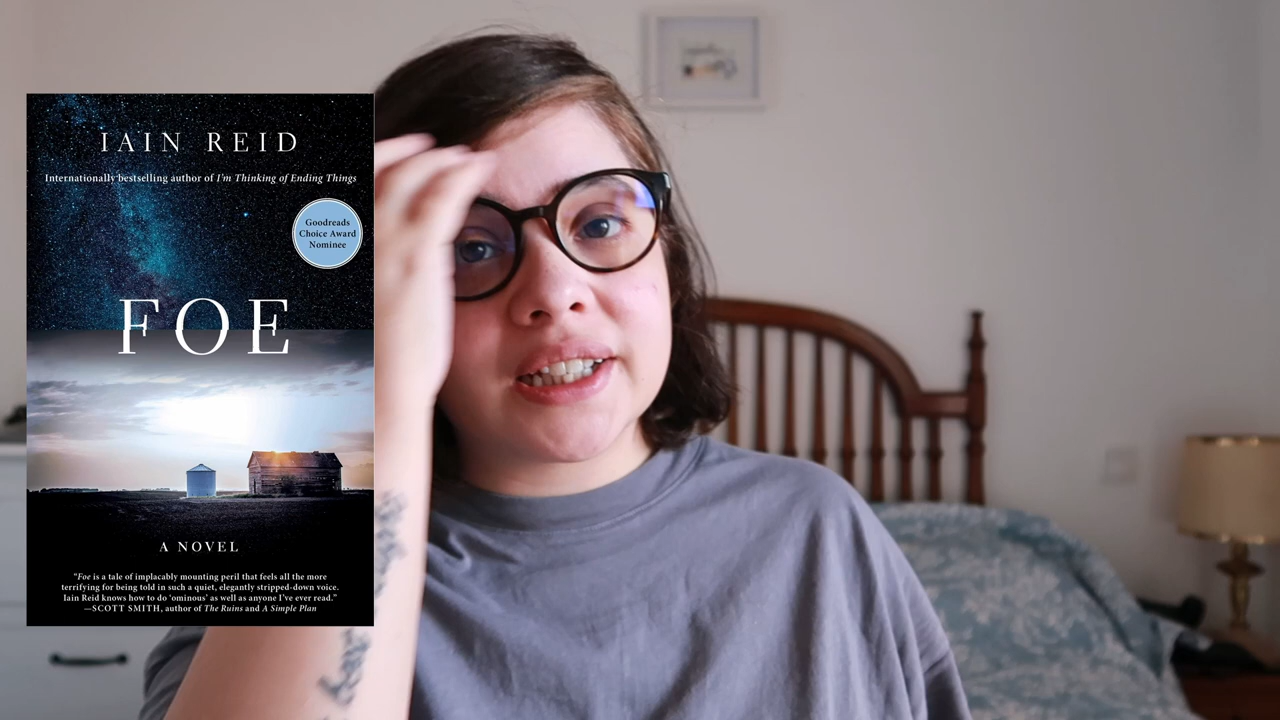 IAIN REID
Internationally bestselling author of I'm Thinking of Ending Things
Goodreads
Choice Award
Nominee
FOE
A NOVEL
"Foe is a tale of implacably mounting peril that feels all the more
terrifying for being told in such a quiet, elegantly stripped-down voice.
Iain Reid knows how to do 'ominous' as well as anyone I've ever read."
—SCOTT SMITH, author of The Ruins and A Simple Plan